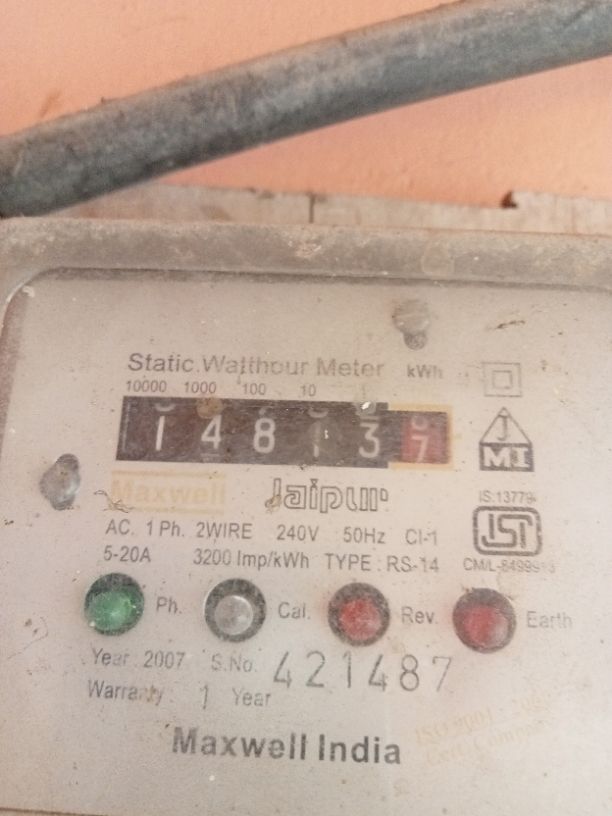 Static Watthour Meter kWh
10000 1000 100 10
1 4 8 1 3 7
J
MI
Maxwell Jaipur
IS:13779
AC. 1 Ph. 2WIRE 240V 50Hz Cl-1
ISI
5-20A 3200 Imp/kWh TYPE : RS-14
Ph. Cal. Rev. Earth
Year : 2007 S.No. 421487
Warranty : 1 Year
Maxwell India